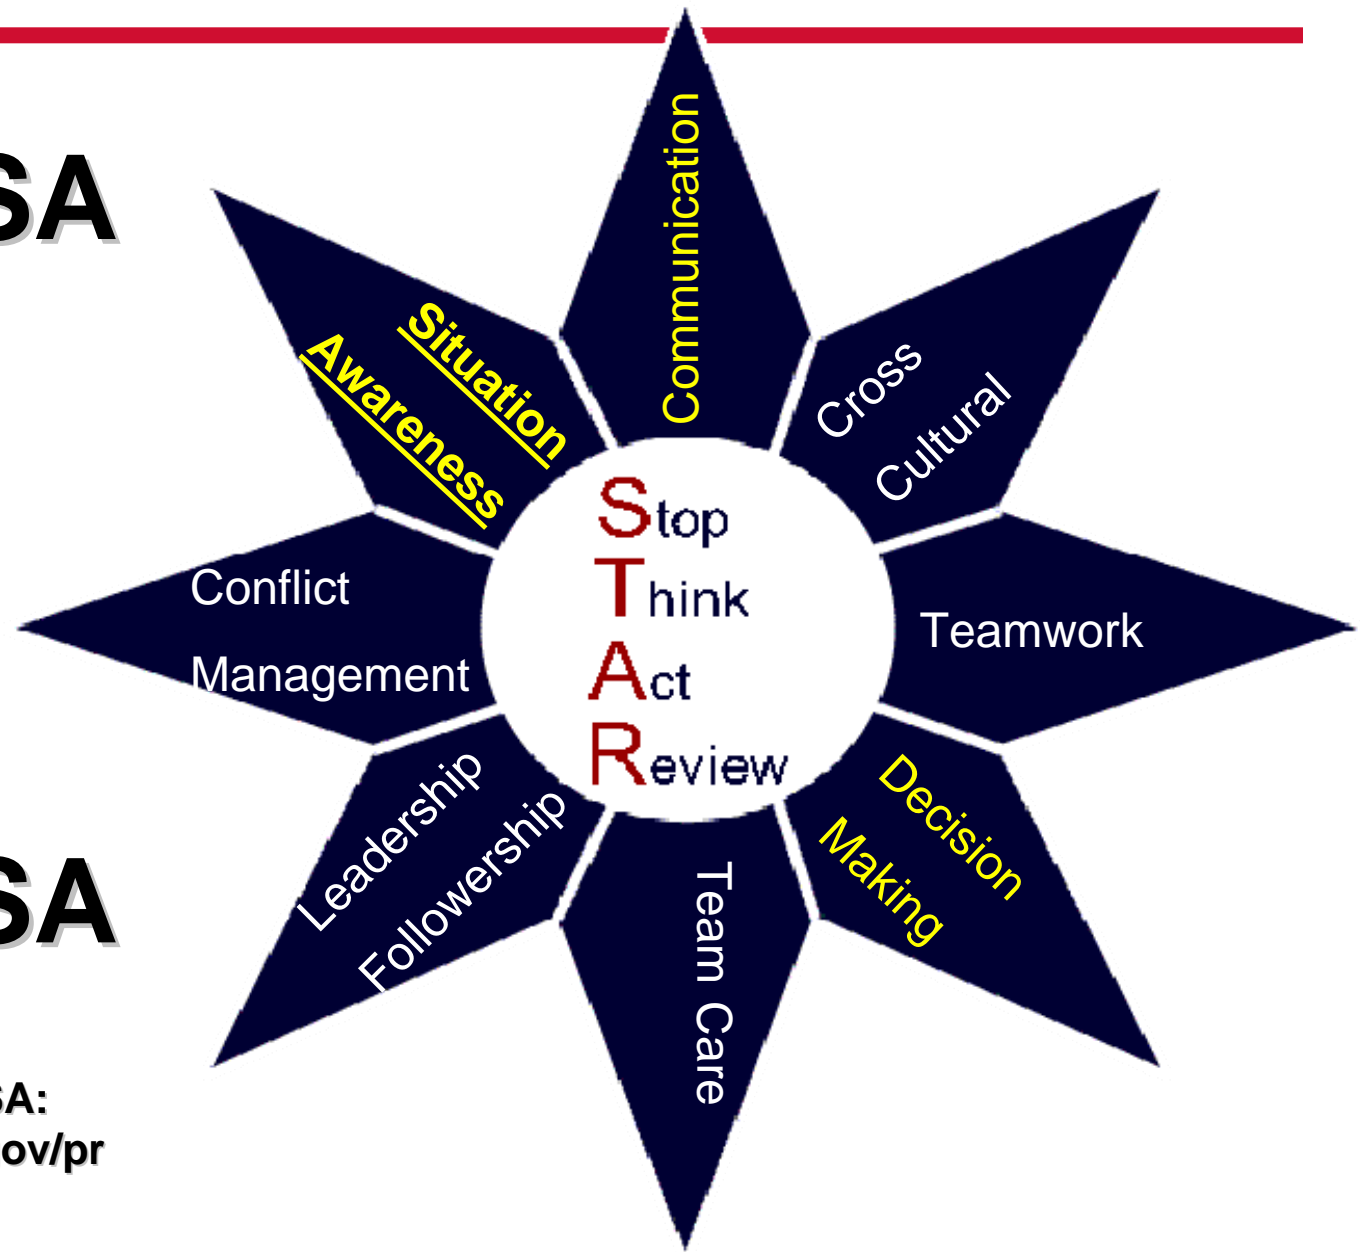 SA
Communication
Situation
Awareness
Cross
Cultural
Stop
Think
Act
Review
Conflict
Management
Teamwork
Leadership
Followership
Decision
Making
Team Care
SA
SA:
ov/pr